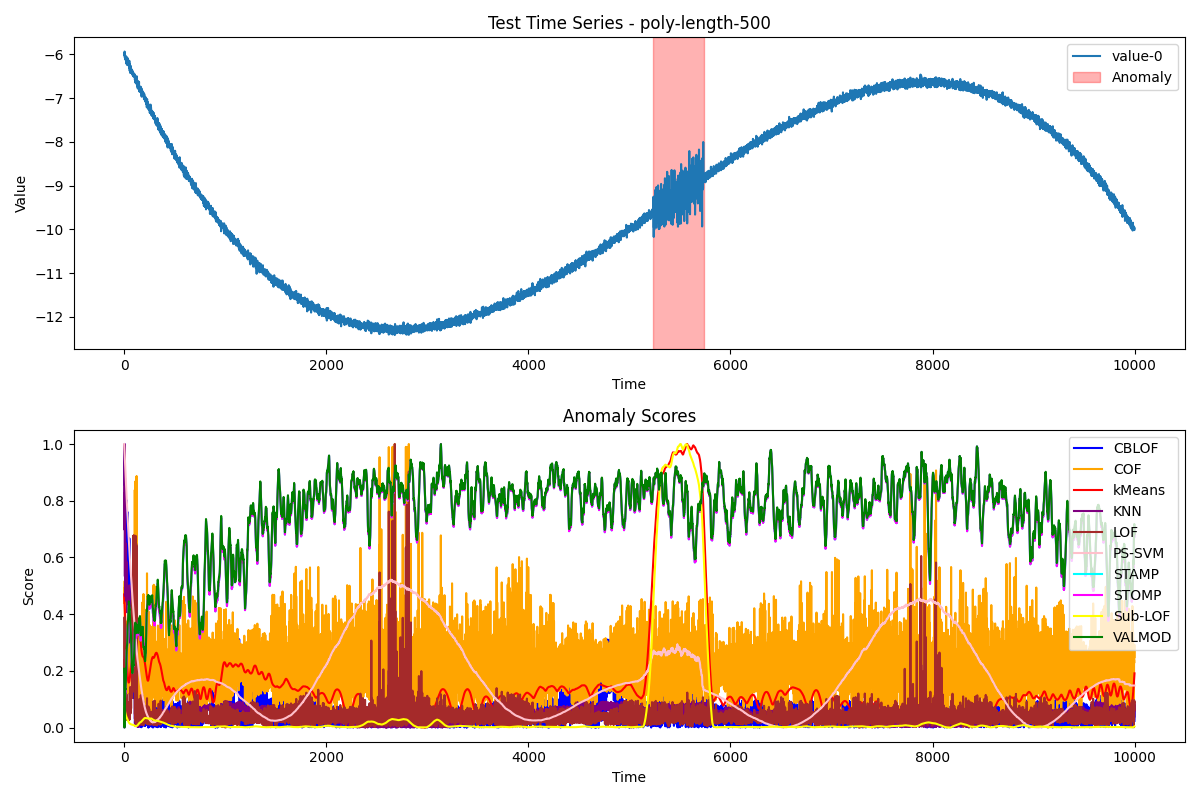 Test Time Series - poly-length-500
Value
−6
−7
−8
−9
−10
−11
−12
value-0
Anomaly
0
2000
4000
6000
8000
10000
Time
Anomaly Scores
Score
1.0
0.8
0.6
0.4
0.2
0.0
CBLOF
COF
kMeans
KNN
LOF
PS-SVM
STAMP
STOMP
Sub-LOF
VALMOD
0
2000
4000
6000
8000
10000
Time